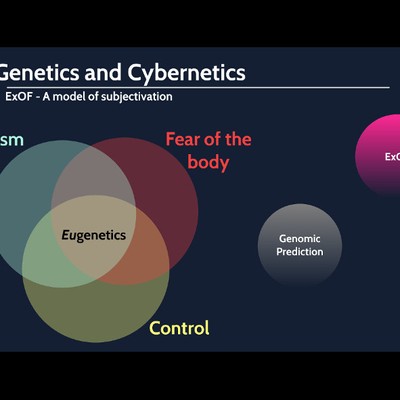 Genetics and Cybernetics
ExOF - A model of subjectivation
sm
Fear of the
body
ExO
Eugenetics
Genomic
Prediction
Control